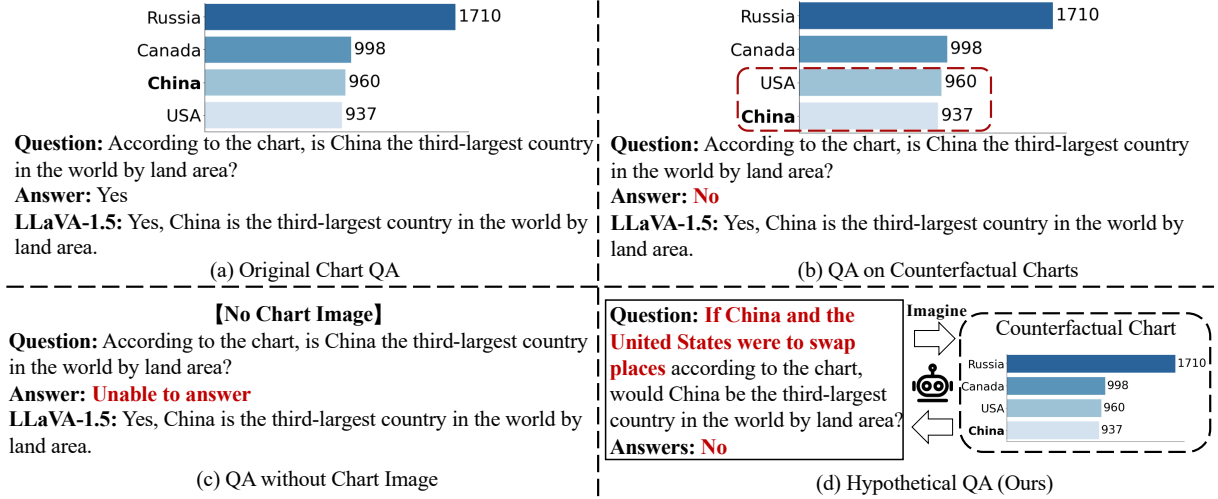 Russia 1710
Canada 998
China 960
USA 937
Question: According to the chart, is China the third-largest country
in the world by land area?
Answer: Yes
LLaVA-1.5: Yes, China is the third-largest country in the world by
land area.
(a) Original Chart QA
Russia 1710
Canada 998
USA 960
China 937
Question: According to the chart, is China the third-largest country
in the world by land area?
Answer: No
LLaVA-1.5: Yes, China is the third-largest country in the world by
land area.
(b) QA on Counterfactual Charts
【No Chart Image】
Question: According to the chart, is China the third-largest country
in the world by land area?
Answer: Unable to answer
LLaVA-1.5: Yes, China is the third-largest country in the world by
land area.
(c) QA without Chart Image
Question: If China and the
United States were to swap
places according to the chart,
would China be the third-largest
country in the world by land area?
Answers: No
Imagine
Counterfactual Chart
Russia 1710
Canada 998
USA 960
China 937
(d) Hypothetical QA (Ours)